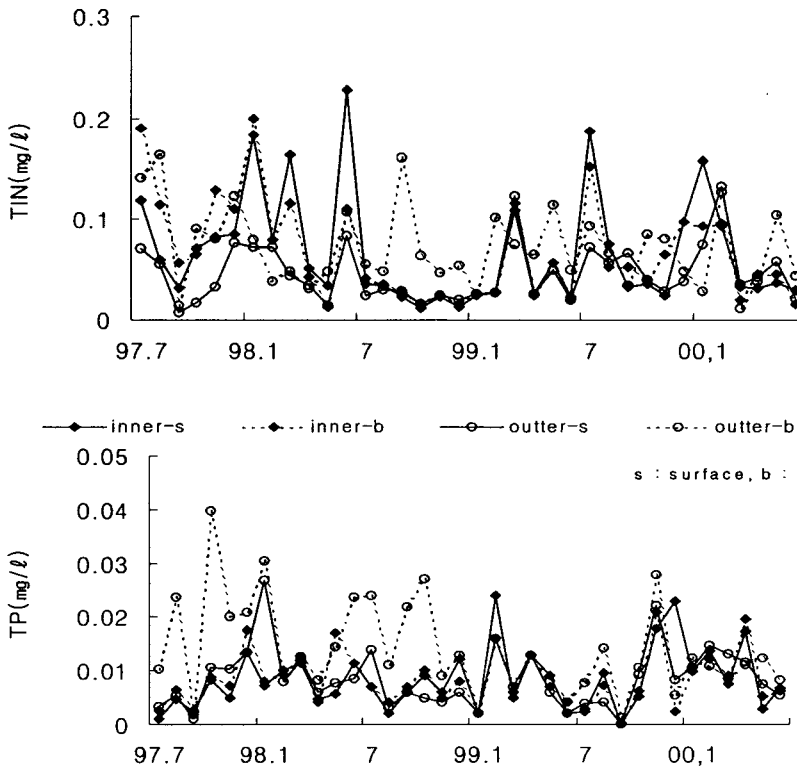 0.3
0.2
0.1
0
TIN(mg/ℓ)
97.7 98.1 7 99.1 7 00,1
inner-s inner-b outter-s outter-b
s : surface, b :
0.05
0.04
0.03
0.02
0.01
0
TP(mg/ℓ)
97.7 98.1 7 99.1 7 00,1